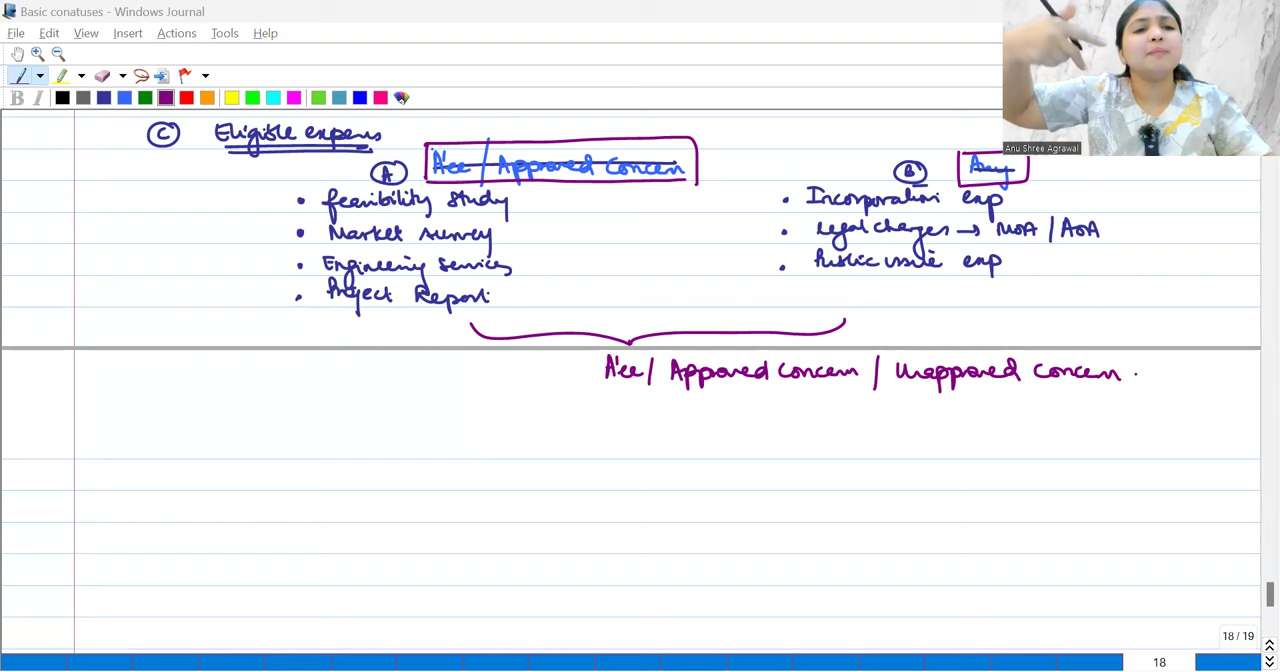 Basic conatuses - Windows Journal
File Edit View Insert Actions Tools Help
B I
Anu Shree Agrawal
C Eligible expens
A A'ee / Approved Concern
B Any
• feasibility study
• Market survey
• Engineering services
• Project Report
• Incorporation exp
• legal charges → MOA / AOA
• Public issue exp
A'ee / Approved Concern / Unapproved concern .
18 / 19
18